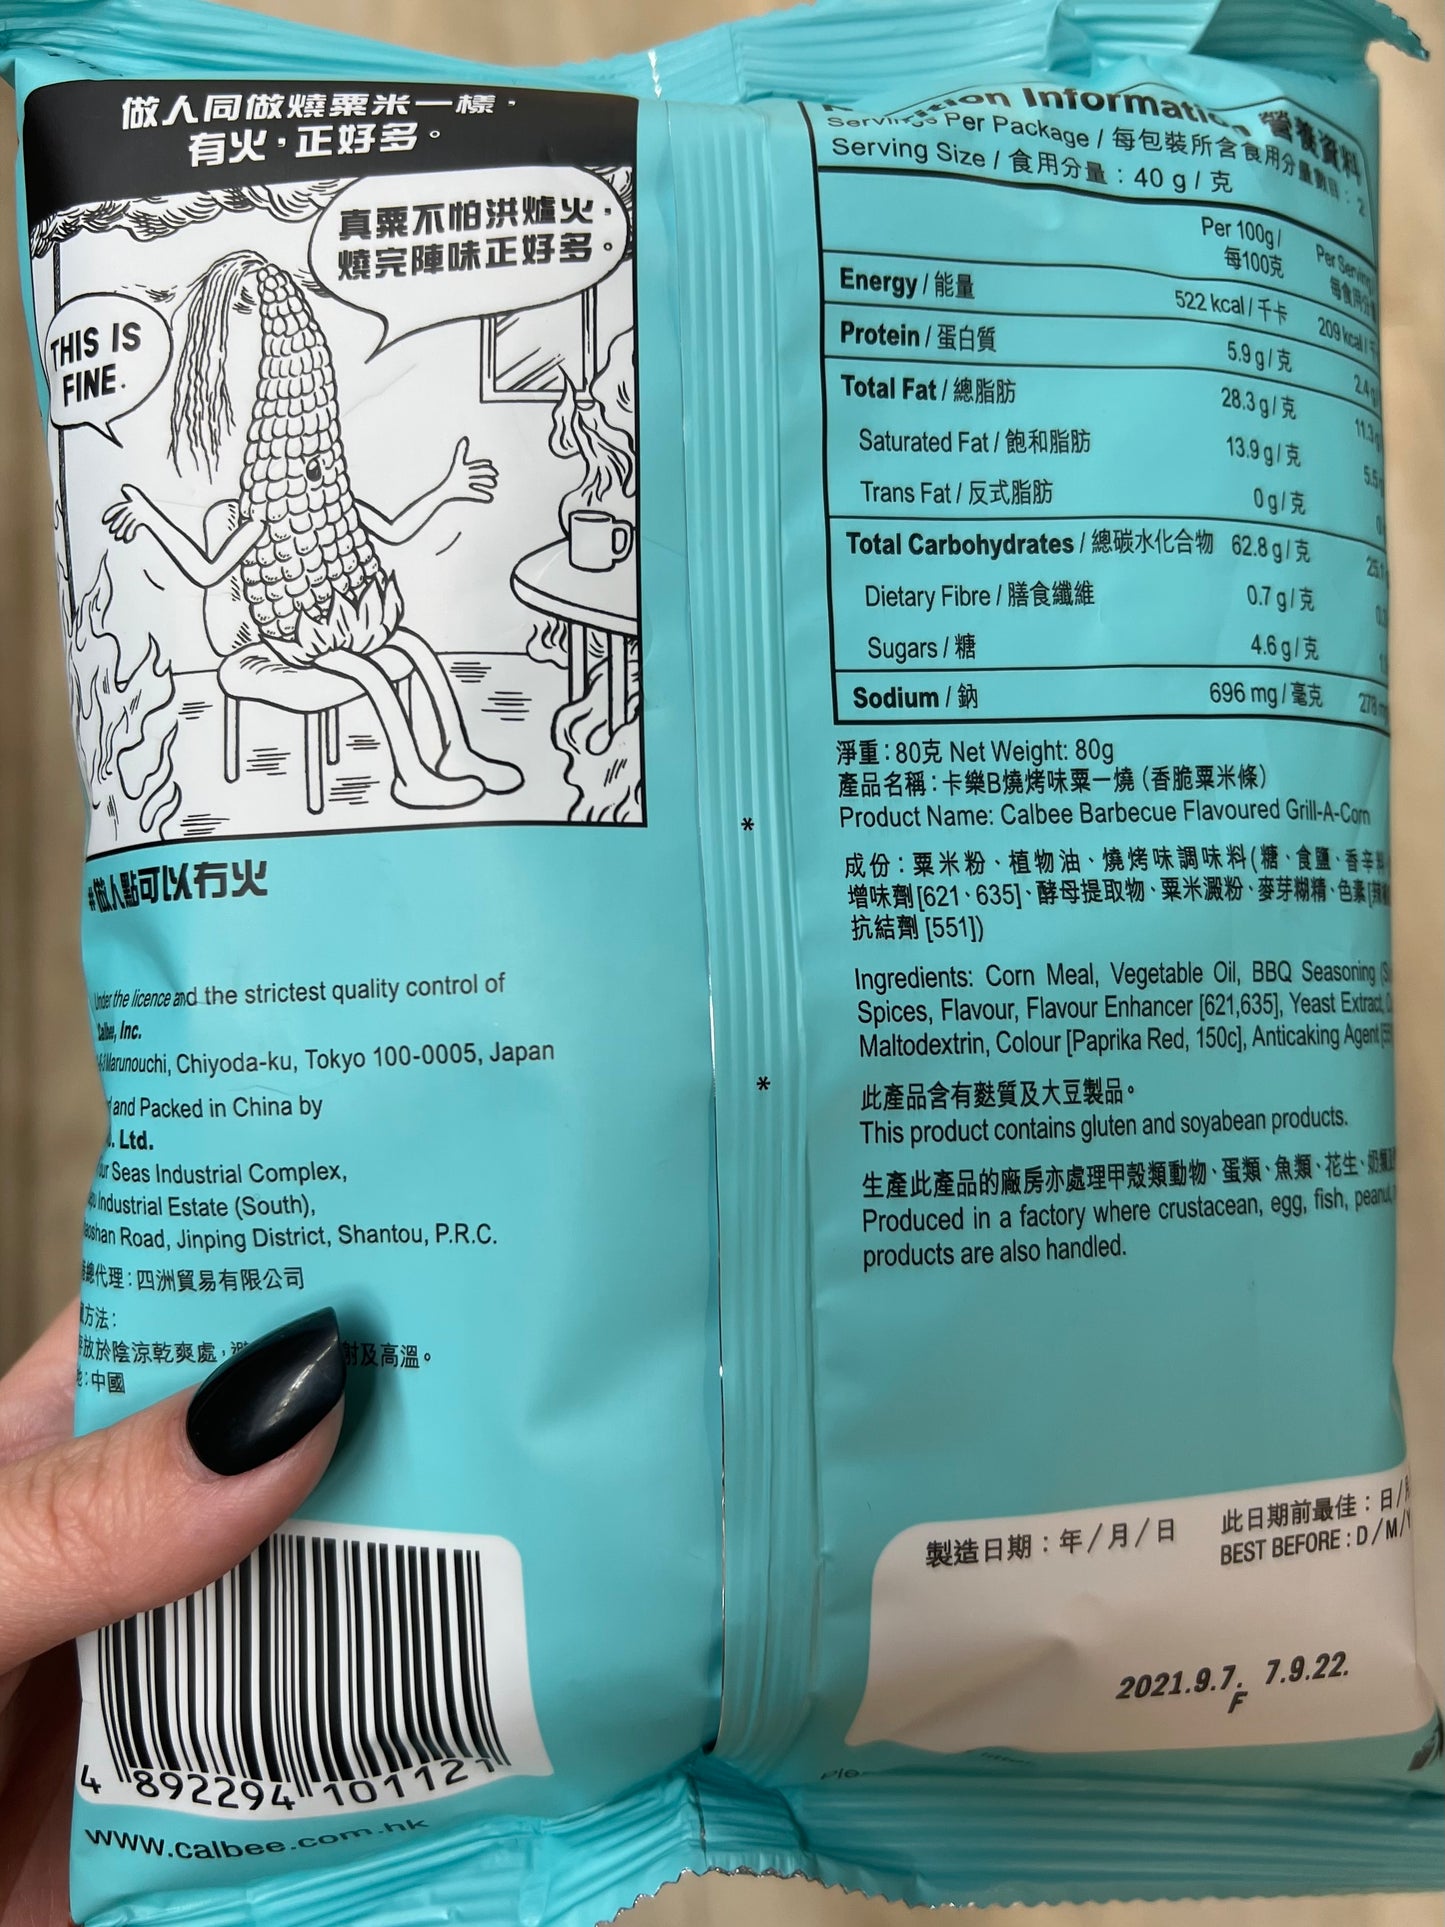 做人同做燒粟米一樣，
有火，正好多。
真粟不怕洪爐火，
燒完陣味正好多。
THIS IS
FINE.
#做人點可以冇火
Under the licence and the strictest quality control of
Calbee, Inc.
Marunouchi, Chiyoda-ku, Tokyo 100-0005, Japan
and Packed in China by
Ltd.
Seas Industrial Complex,
Industrial Estate (South),
Road, Jinping District, Shantou, P.R.C.
總代理：四洲貿易有限公司
方法：
放於陰涼乾爽處，
射及高溫。
：中國
4 892294 101121
www.calbee.com.hk
*
*
Information 營養資料
Servings Per Package / 每包裝所含食用分量數目：2
Serving Size / 食用分量：40 g / 克
Per 100g / Per Serving
每100克
Energy / 能量 522 kcal / 千卡 209 kcal /
Protein / 蛋白質 5.9 g / 克 2.4 g
Total Fat / 總脂肪 28.3 g / 克 11.3 g
Saturated Fat / 飽和脂肪 13.9 g / 克 5.5
Trans Fat / 反式脂肪 0 g / 克
Total Carbohydrates / 總碳水化合物 62.8 g / 克
Dietary Fibre / 膳食纖維 0.7 g / 克
Sugars / 糖 4.6 g / 克
Sodium / 鈉 696 mg / 毫克 278
淨重：80克 Net Weight: 80g
產品名稱：卡樂B燒烤味粟一燒（香脆粟米條）
Product Name: Calbee Barbecue Flavoured Grill-A-Corn
成份：粟米粉、植物油、燒烤味調味料(糖、食鹽、香辛
增味劑[621、635]、酵母提取物、粟米澱粉、麥芽糊精、色素
抗結劑 [551])
Ingredients: Corn Meal, Vegetable Oil, BBQ Seasoning
Spices, Flavour, Flavour Enhancer [621,635], Yeast Extract,
Maltodextrin, Colour [Paprika Red, 150c], Anticaking Agent
此產品含有麩質及大豆製品。
This product contains gluten and soyabean products.
生產此產品的廠房亦處理甲殼類動物、蛋類、魚類、花生、
Produced in a factory where crustacean, egg, fish, peanut,
products are also handled.
製造日期：年／月／日 此日期前最佳：日／
BEST BEFORE : D / M /
2021.9.7. 7.9.22.
F
litter